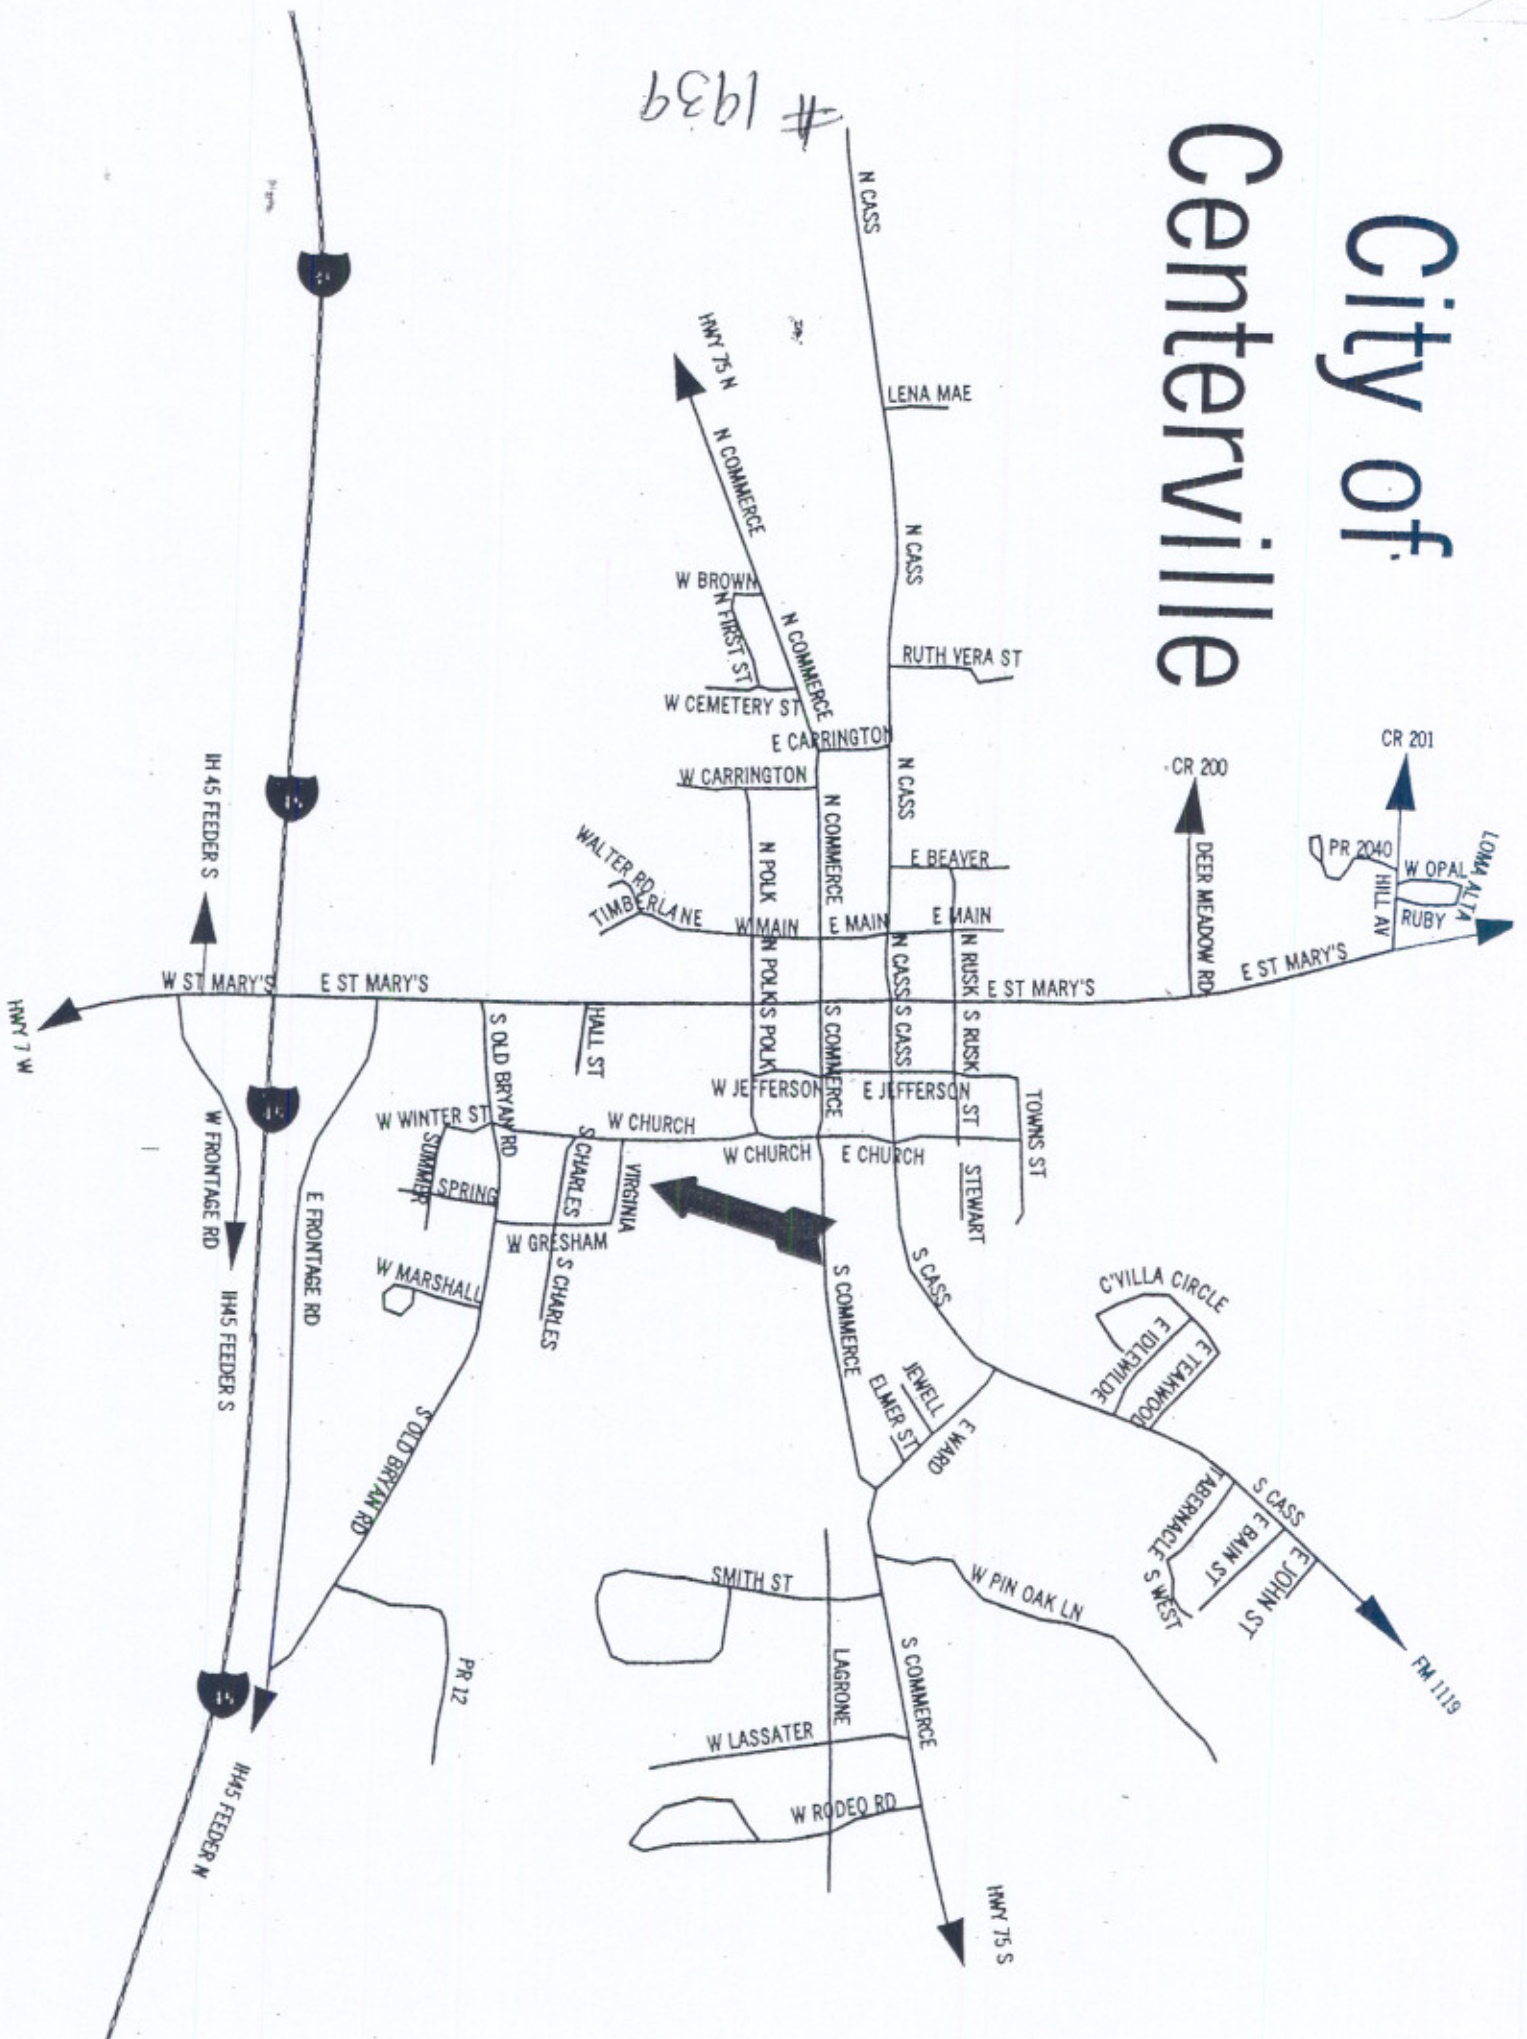 City of
Centerville
# 1939
N CASS
HWY 75 N
LENA MAE
N COMMERCE
N CASS
W BROWN
N FIRST ST
N COMMERCE
RUTH VERA ST
W CEMETERY ST
E CARRINGTON
W CARRINGTON
N CASS
CR 201
CR 200
IH 45 FEEDER S
N COMMERCE
N POLK
WALTER RD
TIMBERLANE
E BEAVER
W MAIN
E MAIN
E MAIN
DEER MEADOW RD
PR 2040
W OPAL
LOMA ALTA
HILL AV
RUBY
N POLK
N CASS
N RUSK
W ST MARY'S
E ST MARY'S
E ST MARY'S
E ST MARY'S
HWY 7 W
S OLD BRYAN RD
HALL ST
S POLK
S COMMERCE
S CASS
S RUSK
ST
W JEFFERSON
E JEFFERSON
TOWNS ST
45
W FRONTAGE RD
W WINTER ST
SUMMER
SPRING
S CHARLES
W CHURCH
VIRGINIA
W CHURCH
E CHURCH
STEWART
W GRESHAM
S CHARLES
W MARSHALL
E FRONTAGE RD
IH45 FEEDER S
S COMMERCE
S CASS
C'VILLA CIRCLE
E IDLEWILDE
E TEAKWOOD
JEWELL
ELMER ST
E WARD
S OLD BRYAN RD
TABERNACLE
S WEST
E BAIN ST
S CASS
E JOHN ST
FM 1119
SMITH ST
W PIN OAK LN
PR 12
LAGRONE
S COMMERCE
45
W LASSATER
W RODEO RD
IH45 FEEDER N
HWY 75 S